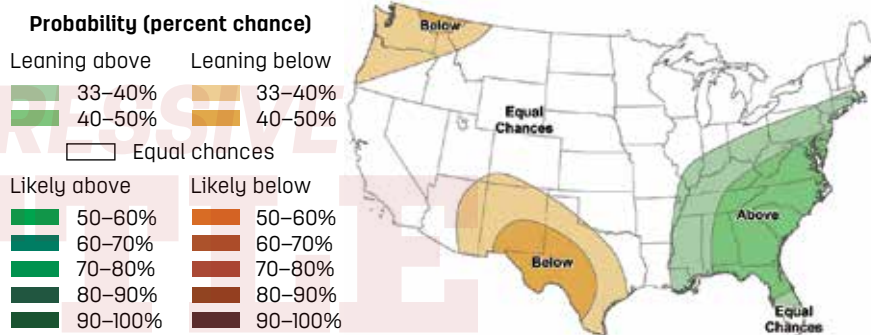 Probability (percent chance)
Leaning above
33–40%
40–50%
Leaning below
33–40%
40–50%
Equal chances
Likely above
50–60%
60–70%
70–80%
80–90%
90–100%
Likely below
50–60%
60–70%
70–80%
80–90%
90–100%
Below
Equal
Chances
Above
Below
Equal
Chances